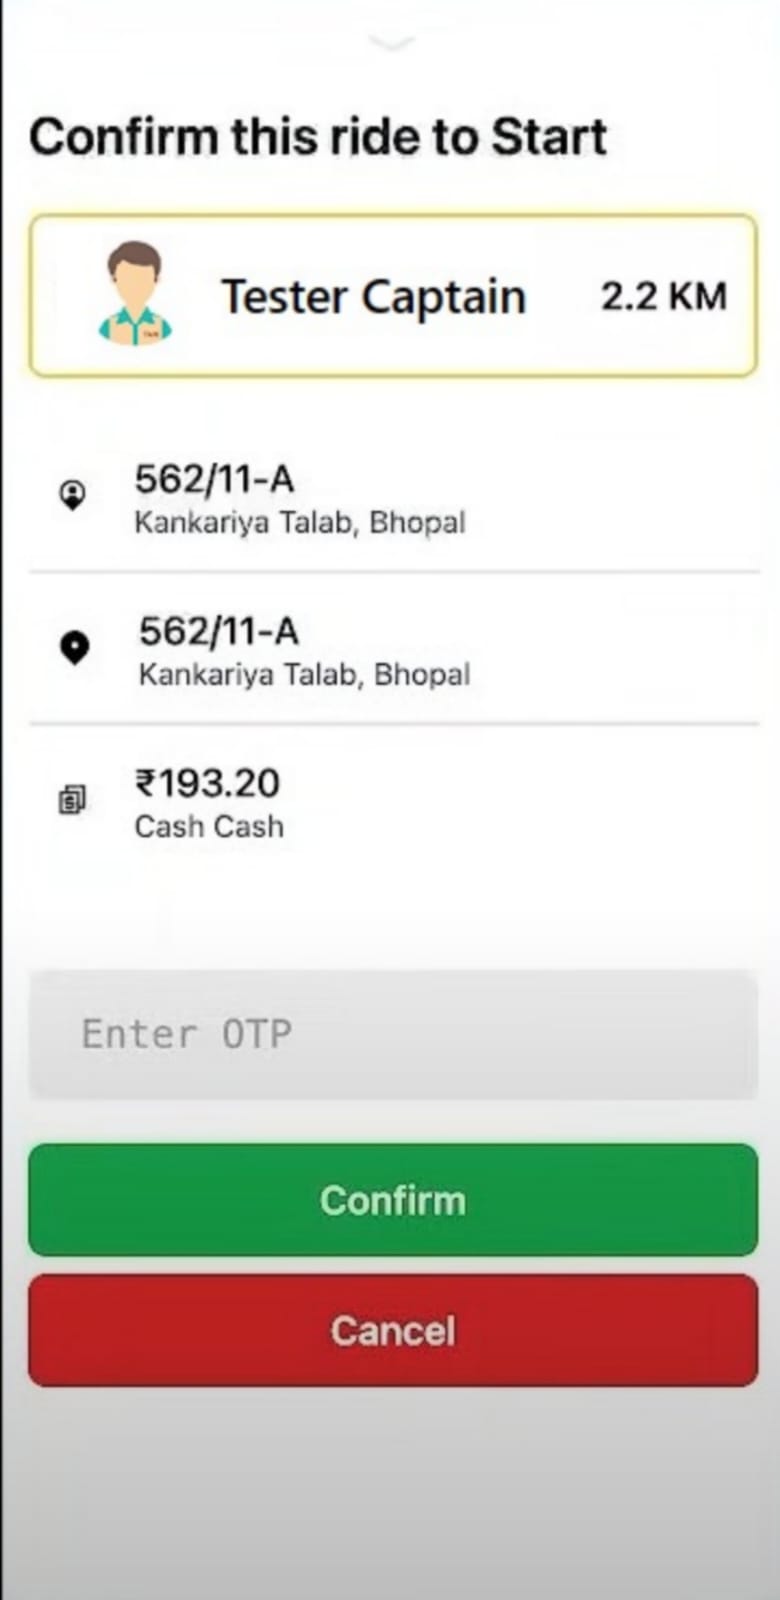 Confirm this ride to Start
Tester Captain 2.2 KM
562/11-A
Kankariya Talab, Bhopal
562/11-A
Kankariya Talab, Bhopal
₹193.20
Cash Cash
Enter OTP
Confirm
Cancel